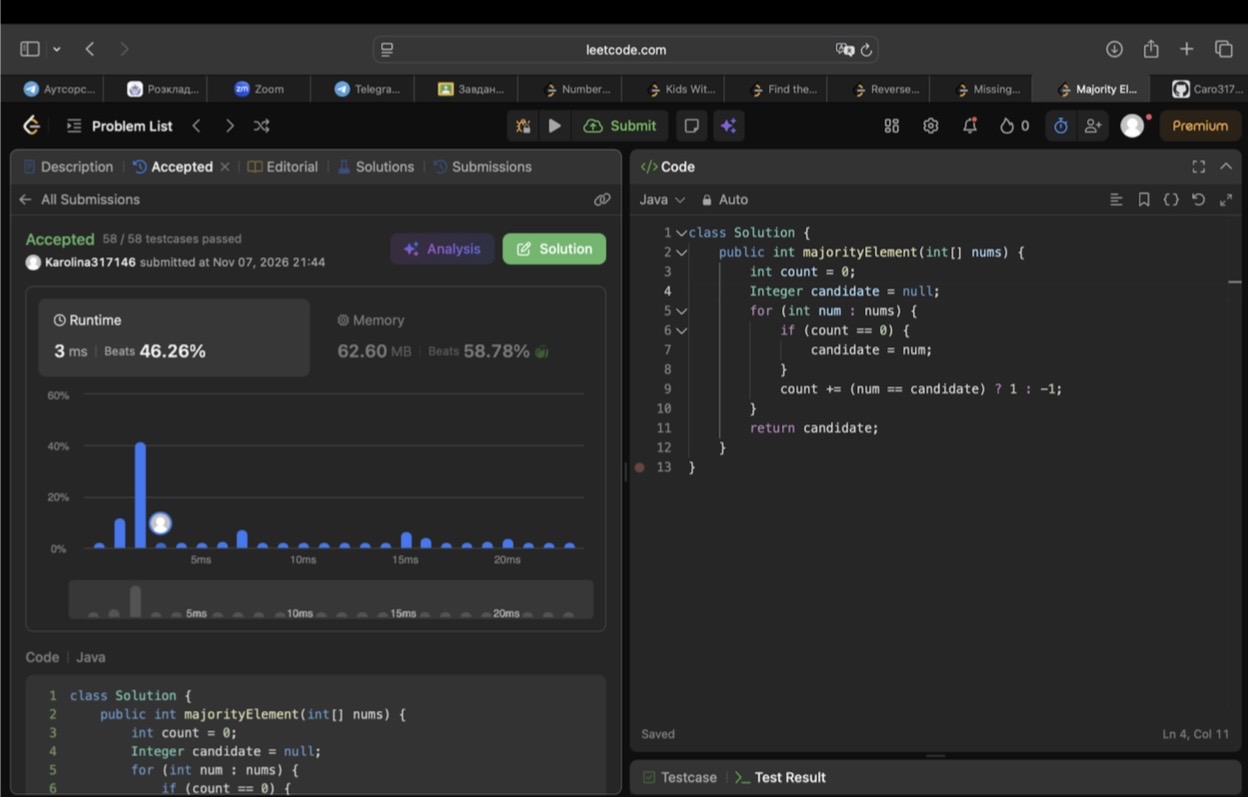 leetcode.com
Аутсорс... Розклад... zm Zoom Telegra... Завдан... Number... Kids Wit... Find the... Reverse... Missing... Majority El... Caro317...
Problem List Submit 0 Premium
Description Accepted Editorial Solutions Submissions
All Submissions
Accepted 58 / 58 testcases passed
Karolina317146 submitted at Nov 07, 2026 21:44
Analysis Solution
Runtime
3 ms Beats 46.26%
Memory
62.60 MB Beats 58.78%
60%
40%
20%
0%
5ms 10ms 15ms 20ms
5ms 10ms 15ms 20ms
Code Java
1 class Solution {
2 public int majorityElement(int[] nums) {
3 int count = 0;
4 Integer candidate = null;
5 for (int num : nums) {
6 if (count == 0) {
</> Code
Java Auto
1 class Solution {
2 public int majorityElement(int[] nums) {
3 int count = 0;
4 Integer candidate = null;
5 for (int num : nums) {
6 if (count == 0) {
7 candidate = num;
8 }
9 count += (num == candidate) ? 1 : -1;
10 }
11 return candidate;
12 }
13 }
Saved Ln 4, Col 11
Testcase >_ Test Result